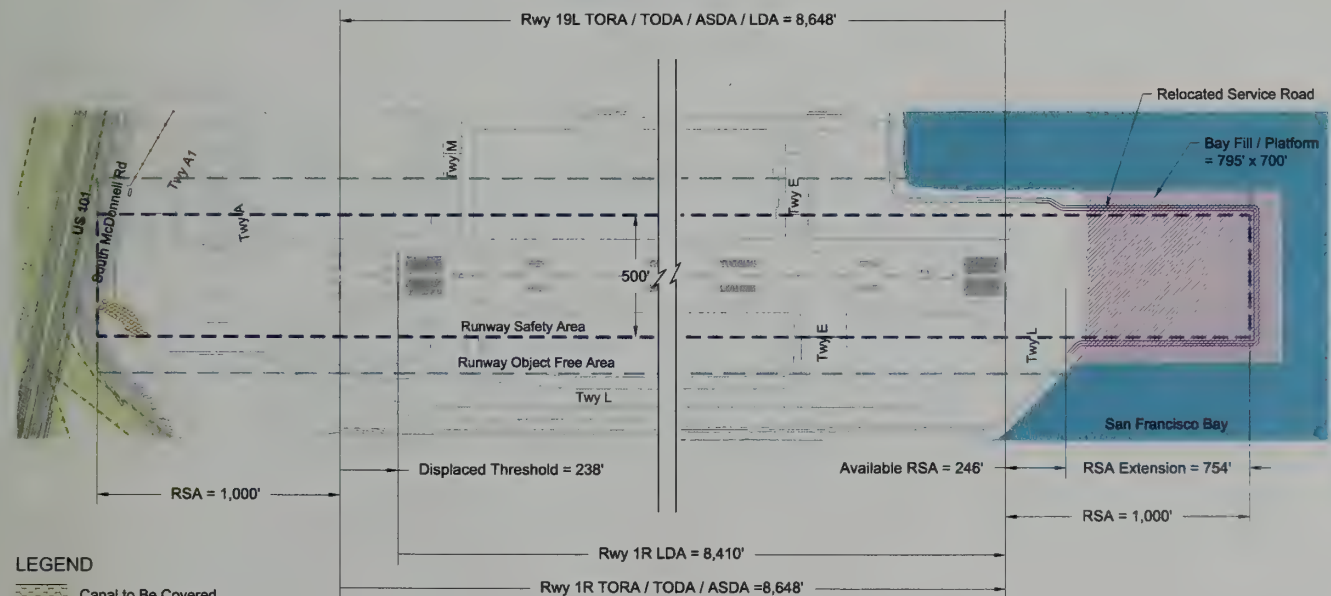 Rwy 19L TORA / TODA / ASDA / LDA = 8,648'
Relocated Service Road
Bay Fill / Platform
= 795' x 700'
US 101
South McDonnell Rd
Twy A1
Twy A
Twy M
Twy E
500'
Runway Safety Area
Twy E
Twy L
Runway Object Free Area
Twy L
San Francisco Bay
Displaced Threshold = 238'
Available RSA = 246'
RSA Extension = 754'
RSA = 1,000'
RSA = 1,000'
Rwy 1R LDA = 8,410'
LEGEND
Rwy 1R TORA / TODA / ASDA =8,648'
Canal to Be Covered